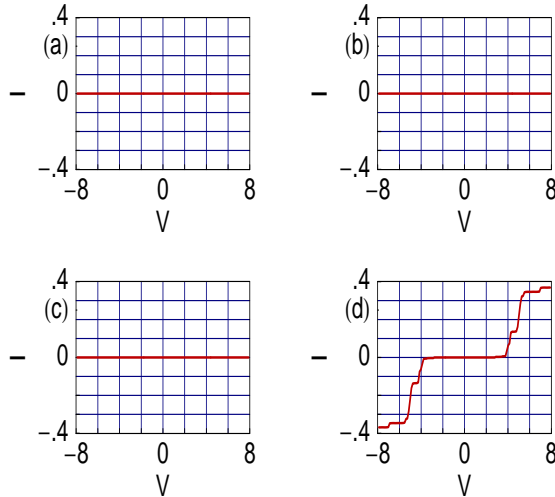 .4 .4
(a) (b)
I 0 I 0
−.4 −.4
−8 0 8 −8 0 8
V V
.4 .4
(c) (d)
I 0 I 0
−.4 −.4
−8 0 8 −8 0 8
V V